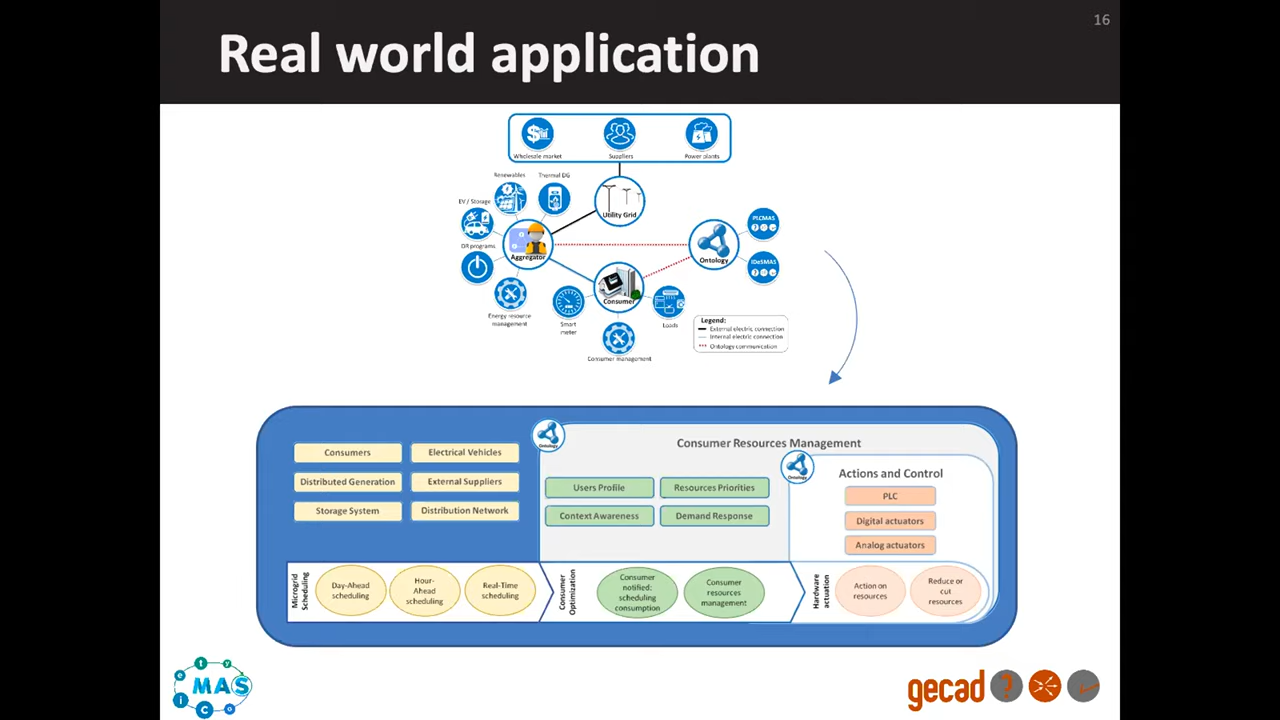 16
Real world application
Wholesale market
Suppliers
Power plants
Renewables
Thermal DG
EV / Storage
Utility Grid
PLCMAS
DR programs
Aggregator
Ontology
IDeSMAS
Consumer
Energy resource
management
Smart
meter
Loads
Consumer management
Legend:
External electric connection
Internal electric connection
Ontology communication
Consumers
Electrical Vehicles
Distributed Generation
External Suppliers
Storage System
Distribution Network
Ontology
Consumer Resources Management
Users Profile
Resources Priorities
Context Awareness
Demand Response
Ontology
Actions and Control
PLC
Digital actuators
Analog actuators
Microgrid
Scheduling
Day-Ahead
scheduling
Hour-
Ahead
scheduling
Real-Time
scheduling
Consumer
Optimization
Consumer
notified:
scheduling
consumption
Consumer
resources
management
Hardware
actuation
Action on
resources
Reduce or
cut
resources
MAS
e t y
i c o
gecad